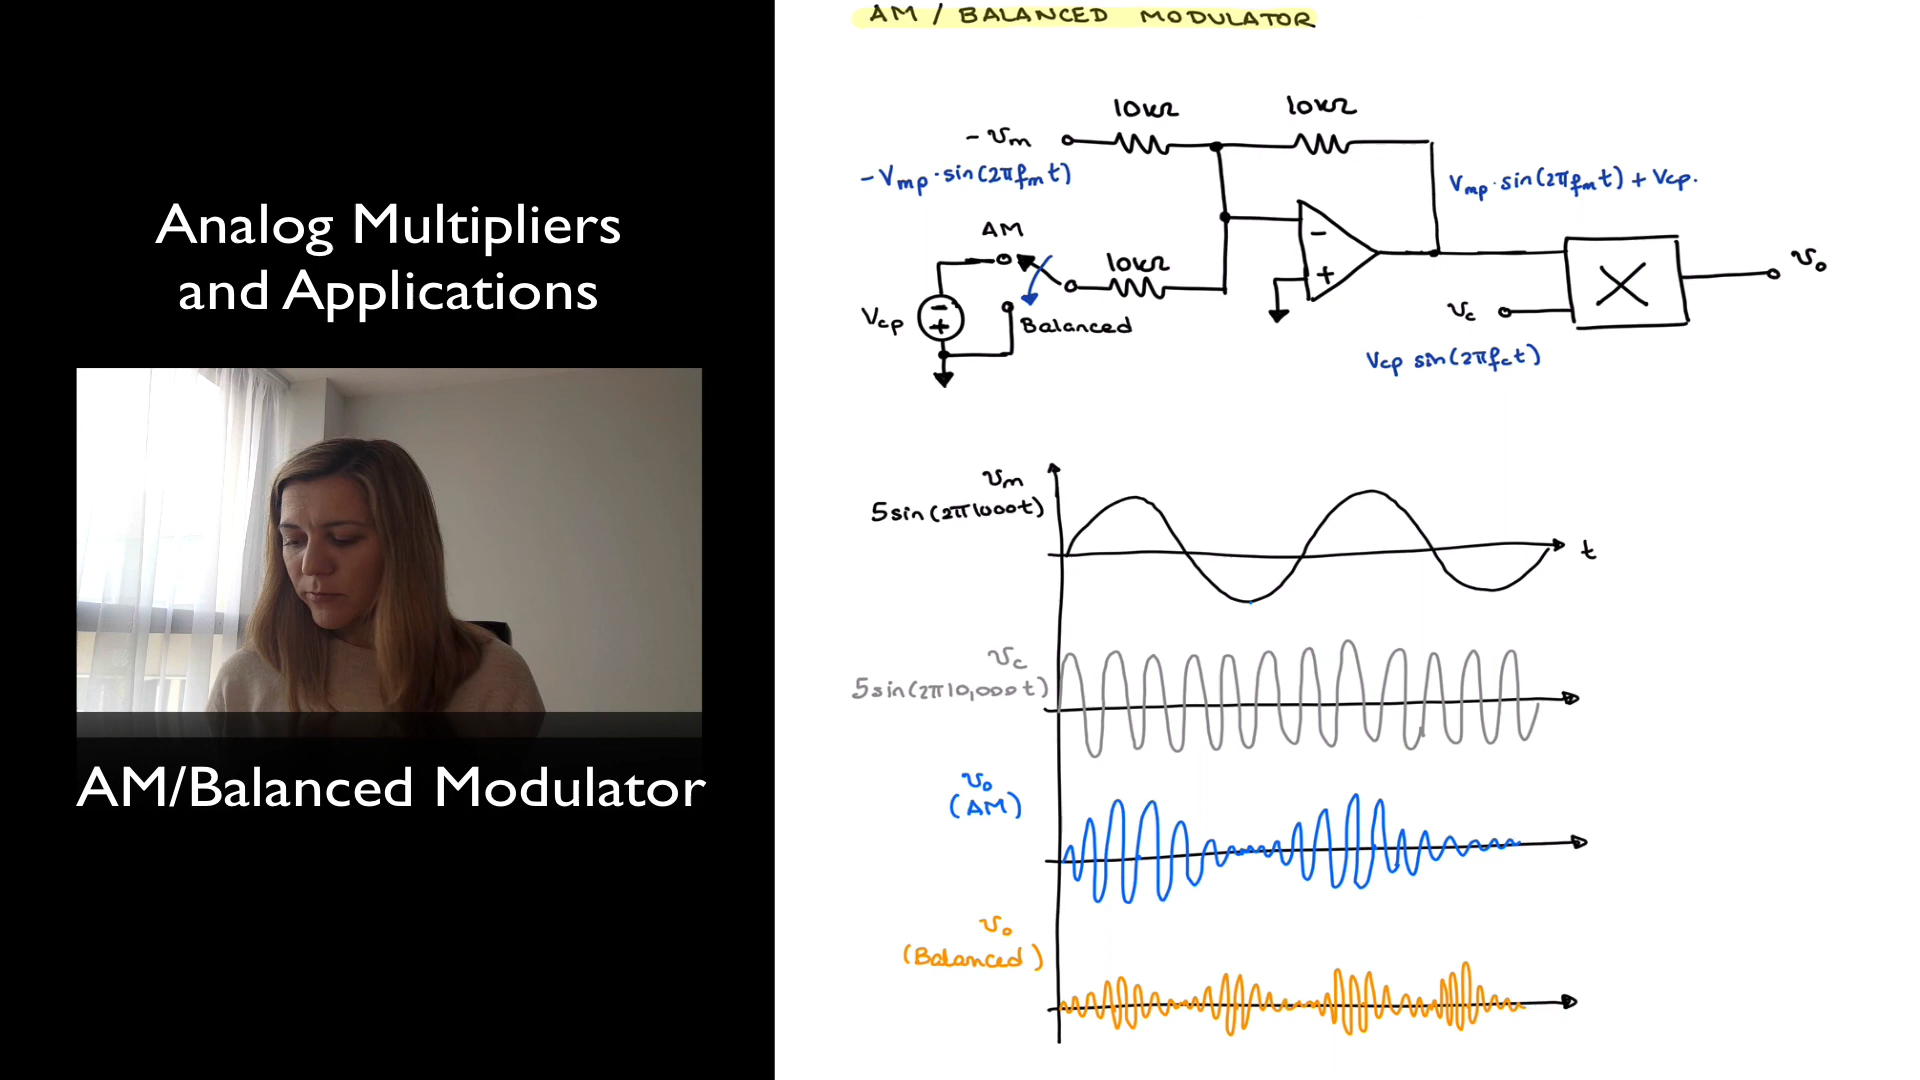 Analog Multipliers
and Applications
AM/Balanced Modulator
AM / BALANCED MODULATOR
10kΩ
10kΩ
-vm
-Vmp·sin(2πfmt)
Vmp·sin(2πfmt)+Vcp.
AM
10kΩ
-
+
vo
-
+
Vcp
Balanced
vc
Vcp sin(2πfct)
vm
5sin(2π1000t)
t
vc
5sin(2π10,000t)
vo
(AM)
vo
(Balanced)